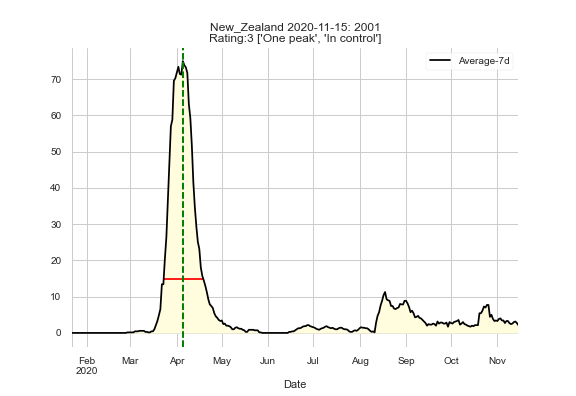 New_Zealand 2020-11-15: 2001
Rating:3 ['One peak', 'In control']
Average-7d
70
60
50
40
30
20
10
0
Feb Mar Apr May Jun Jul Aug Sep Oct Nov
2020
Date